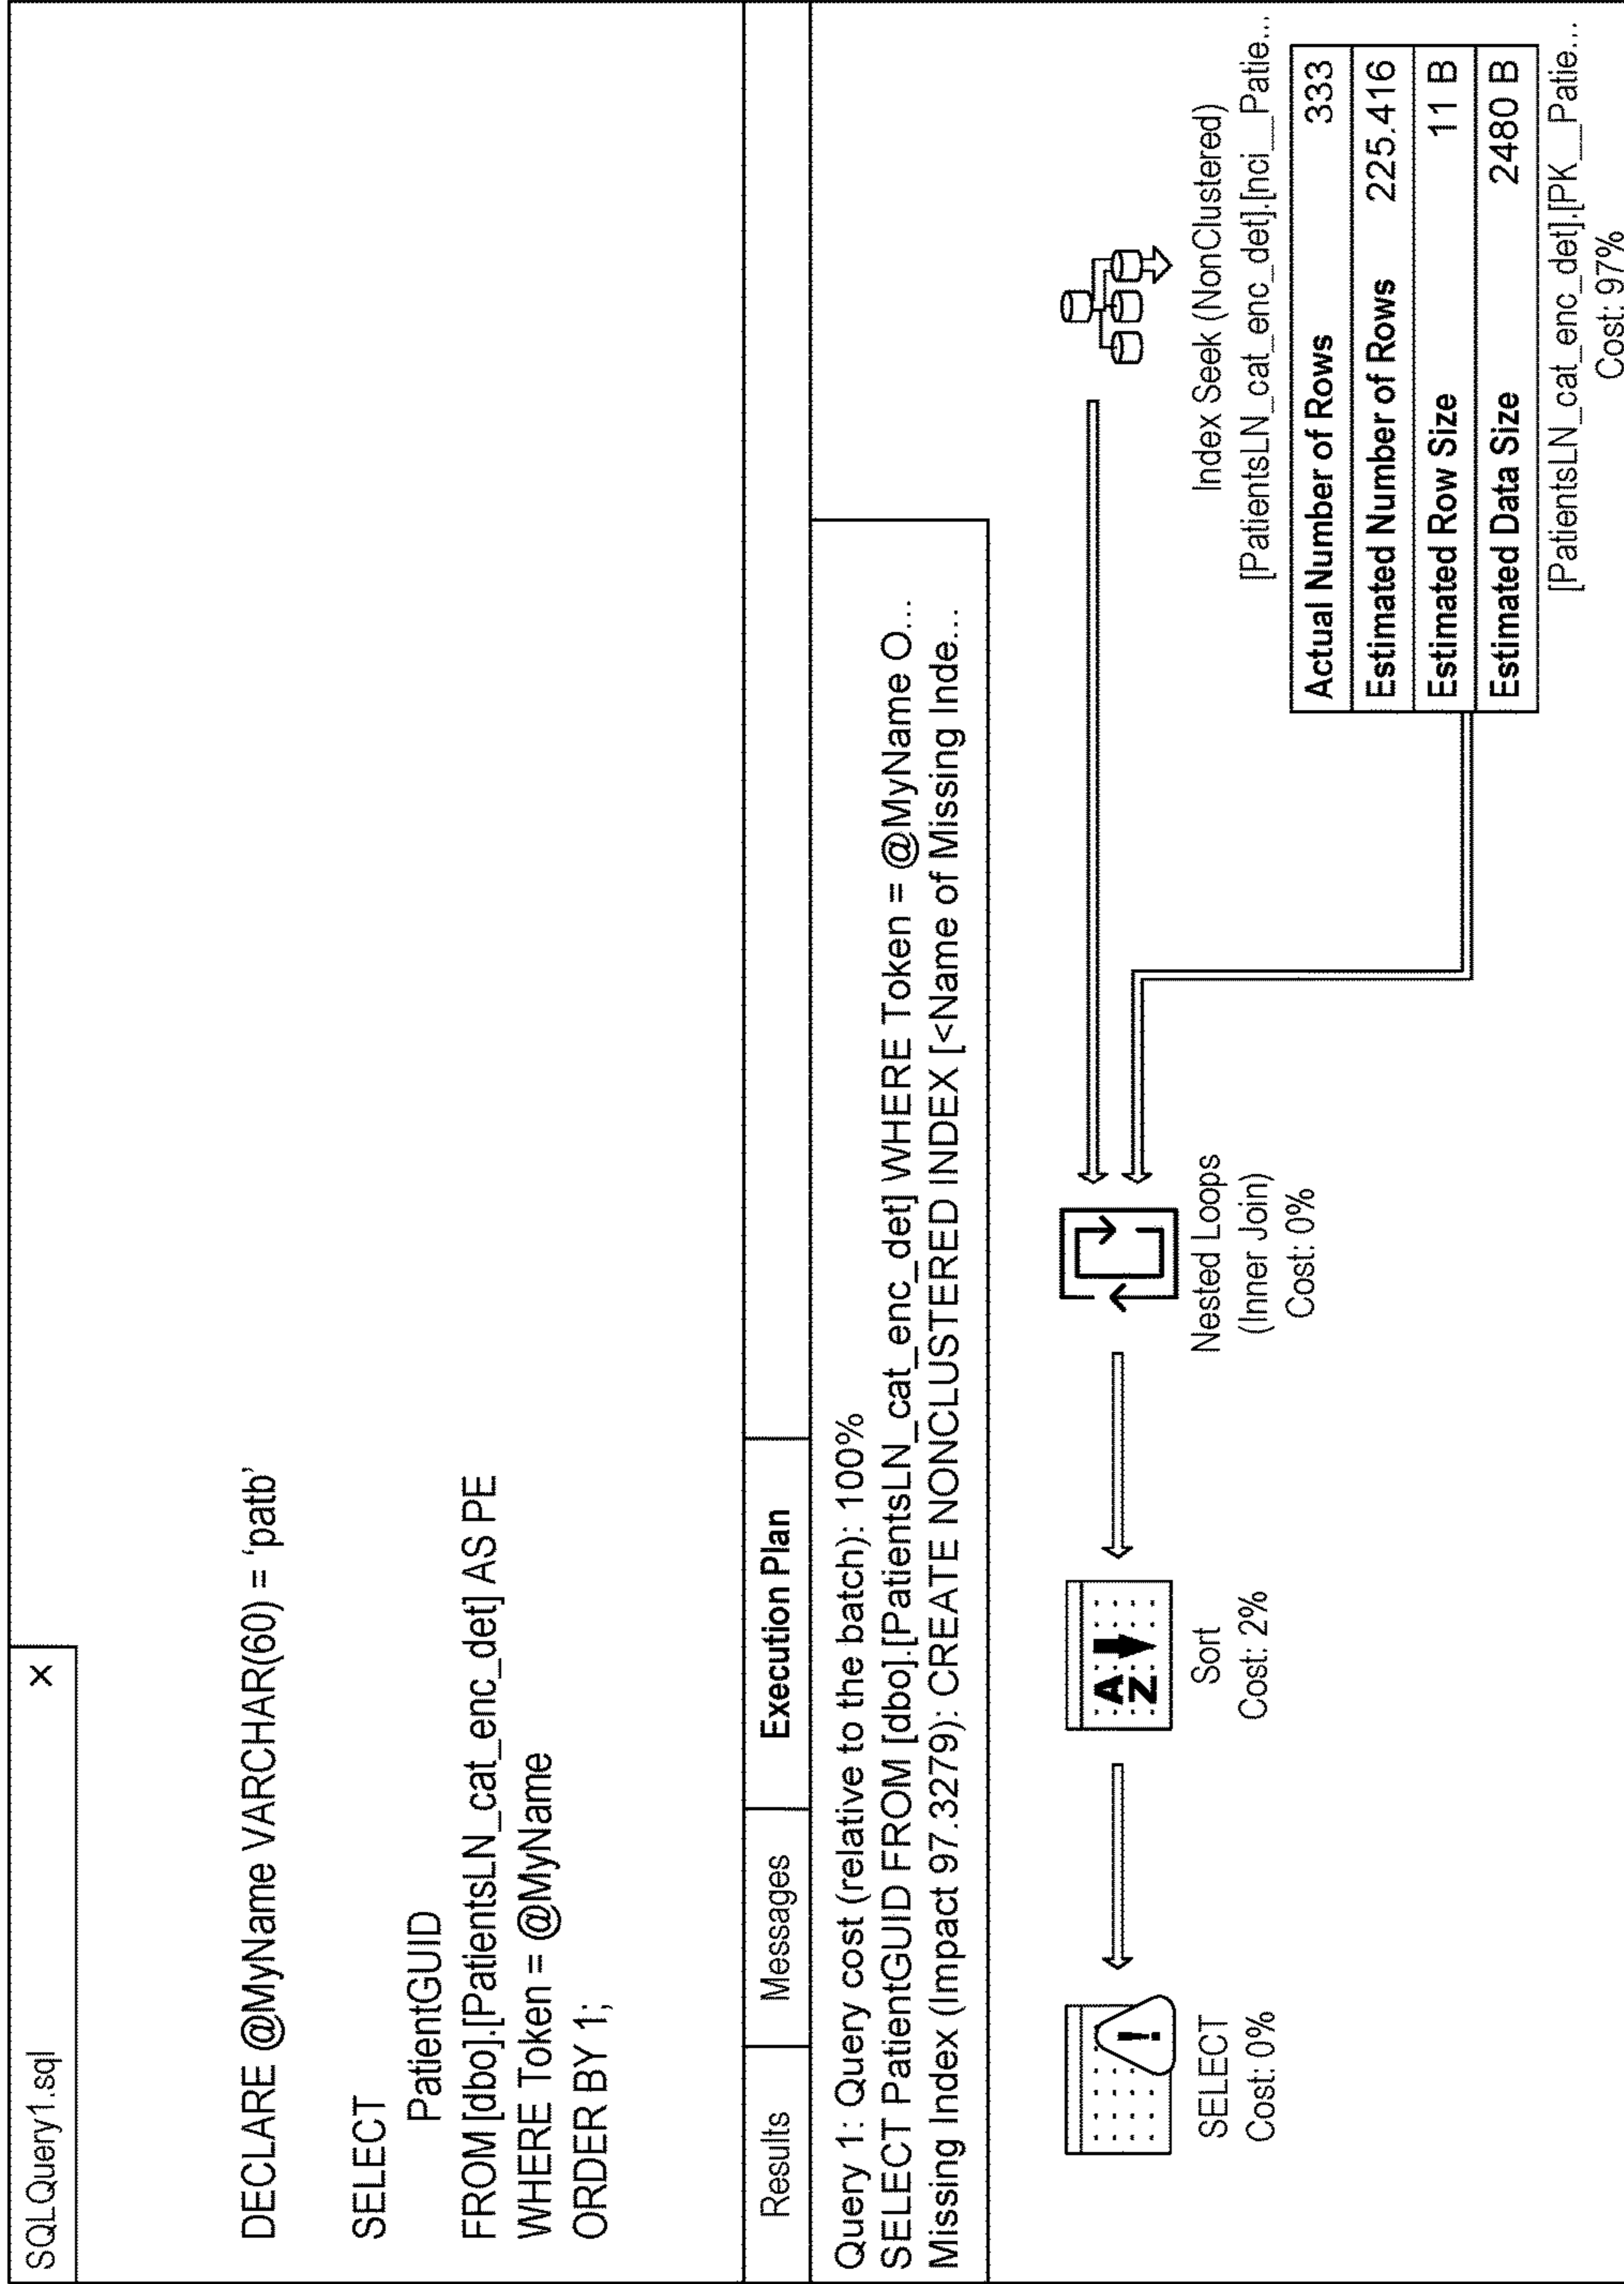 SQLQuery1.sql ×
DECLARE @MyName VARCHAR(60) = ‘patb’
SELECT
PatientGUID
FROM [dbo].[PatientsLN_cat_enc_det] AS PE
WHERE Token = @MyName
ORDER BY 1;
Results Messages Execution Plan
Query 1: Query cost (relative to the batch): 100%
SELECT PatientGUID FROM [dbo].[PatientsLN_cat_enc_det] WHERE Token = @MyName O...
Missing Index (Impact 97.3279): CREATE NONCLUSTERED INDEX [<Name of Missing Inde...
SELECT
Cost: 0%
A
Z
Sort
Cost: 2%
Nested Loops
(Inner Join)
Cost: 0%
Index Seek (NonClustered)
[PatientsLN_cat_enc_det].[nci__Patie...
Actual Number of Rows 333
Estimated Number of Rows 225.416
Estimated Row Size 11 B
Estimated Data Size 2480 B
[PatientsLN_cat_enc_det].[PK__Patie...
Cost: 97%